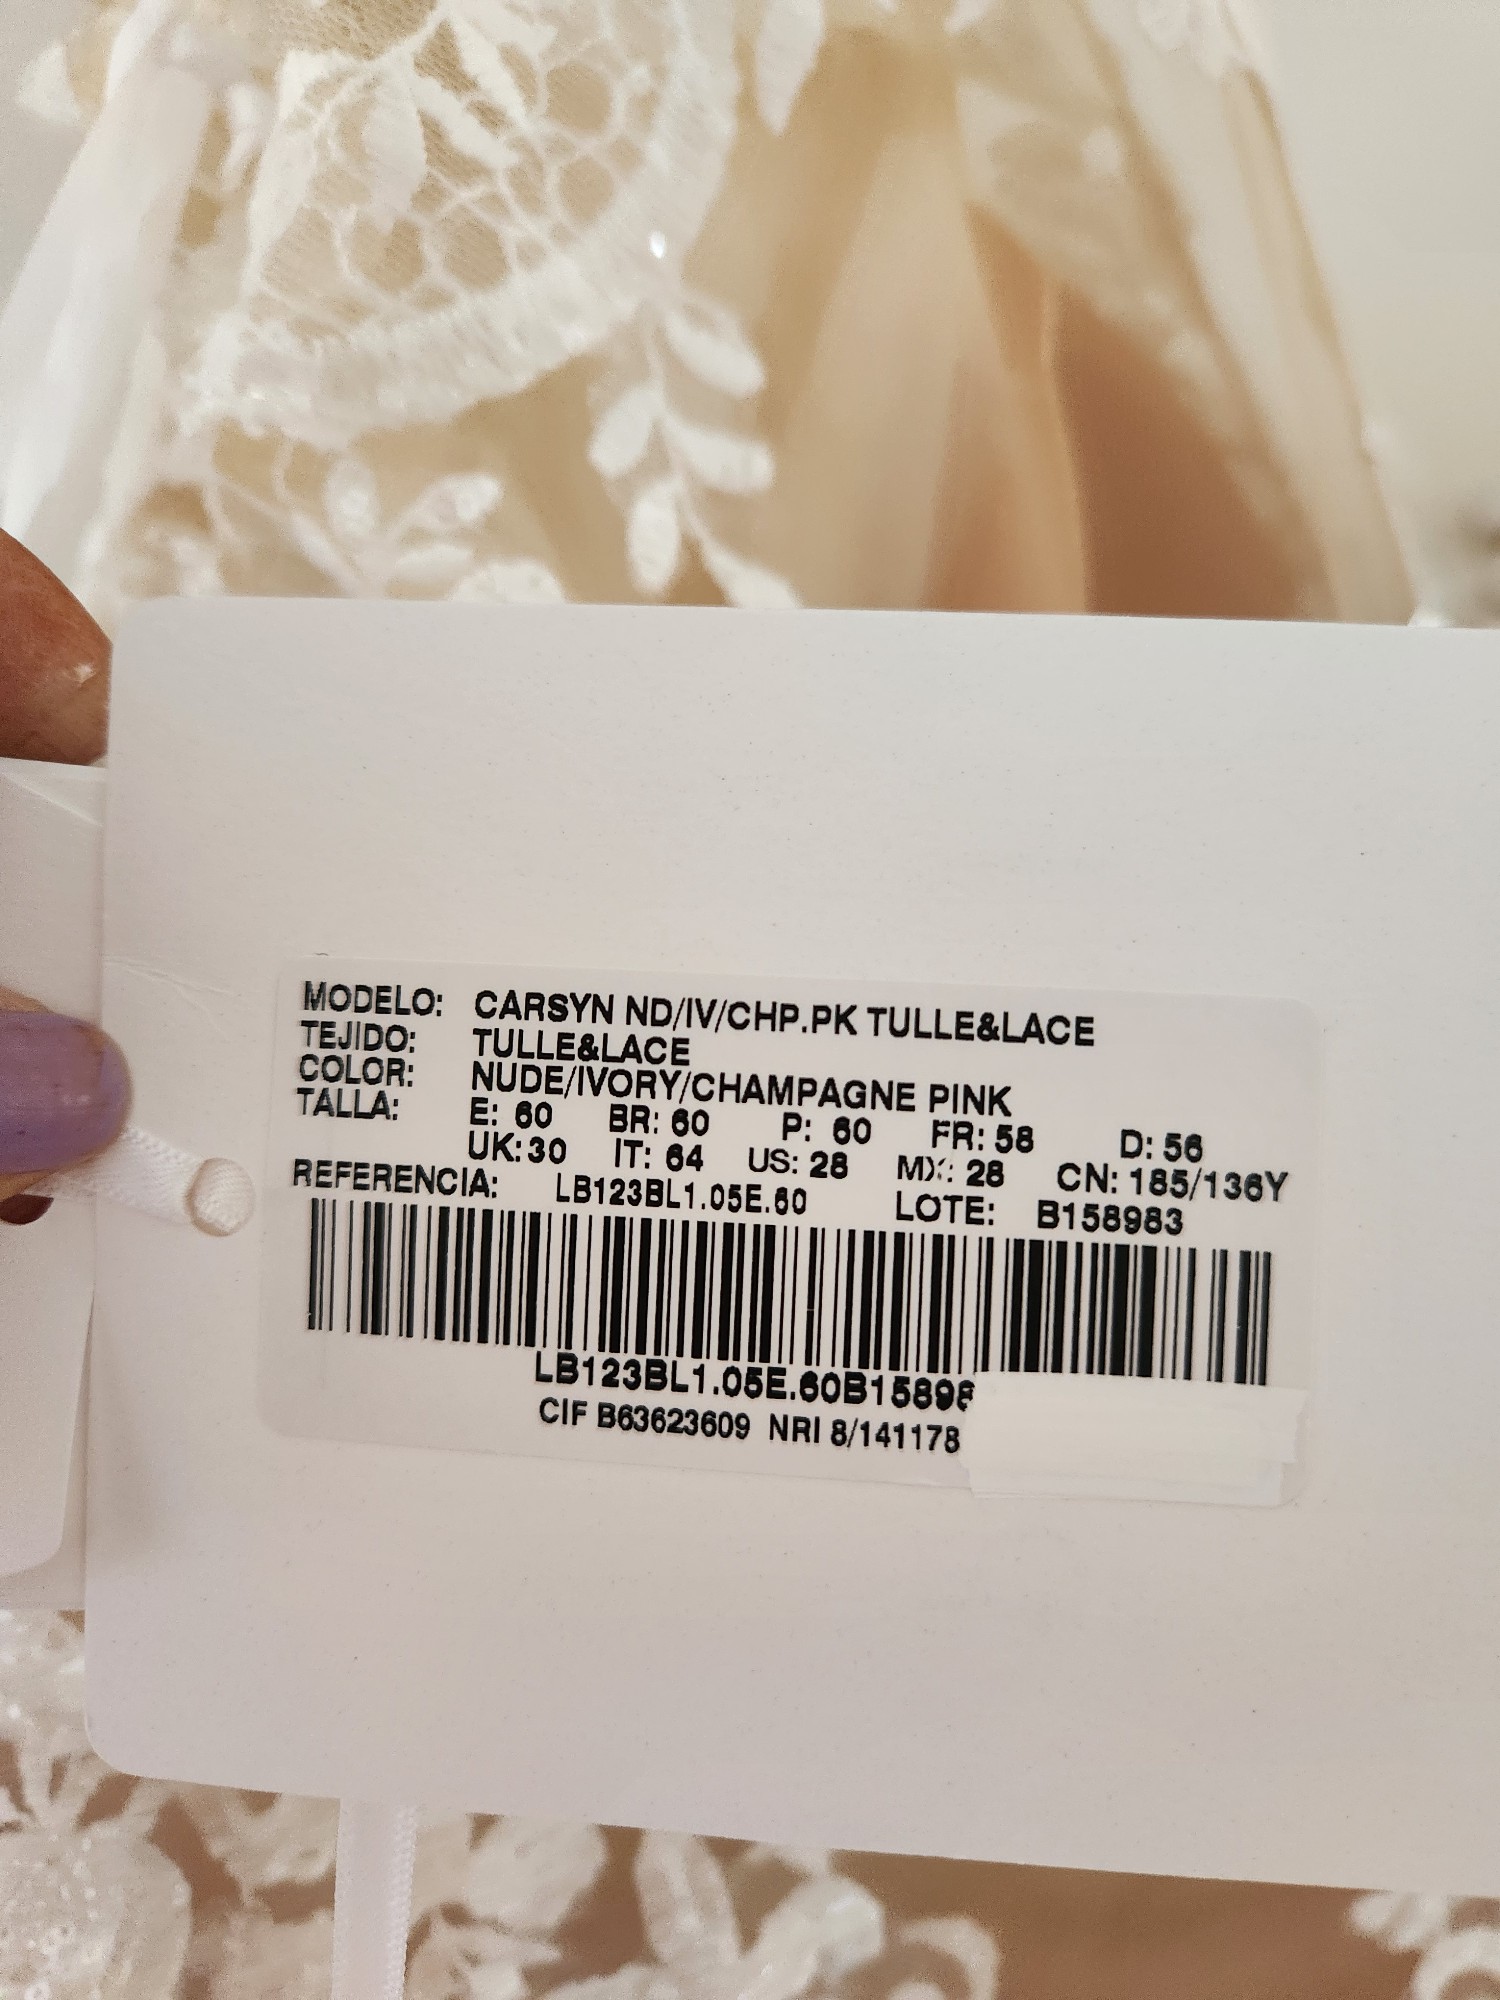 MODELO: CARSYN ND/IV/CHP.PK TULLE&LACE
TEJIDO: TULLE&LACE
COLOR: NUDE/IVORY/CHAMPAGNE PINK
TALLA: E: 60 BR: 60 P: 60 FR: 58 D: 56
UK: 30 IT: 64 US: 28 MX: 28 CN: 185/136Y
REFERENCIA: LB123BL1.05E.60 LOTE: B158983
LB123BL1.05E.60B15898
CIF B63623609 NRI 8/141178